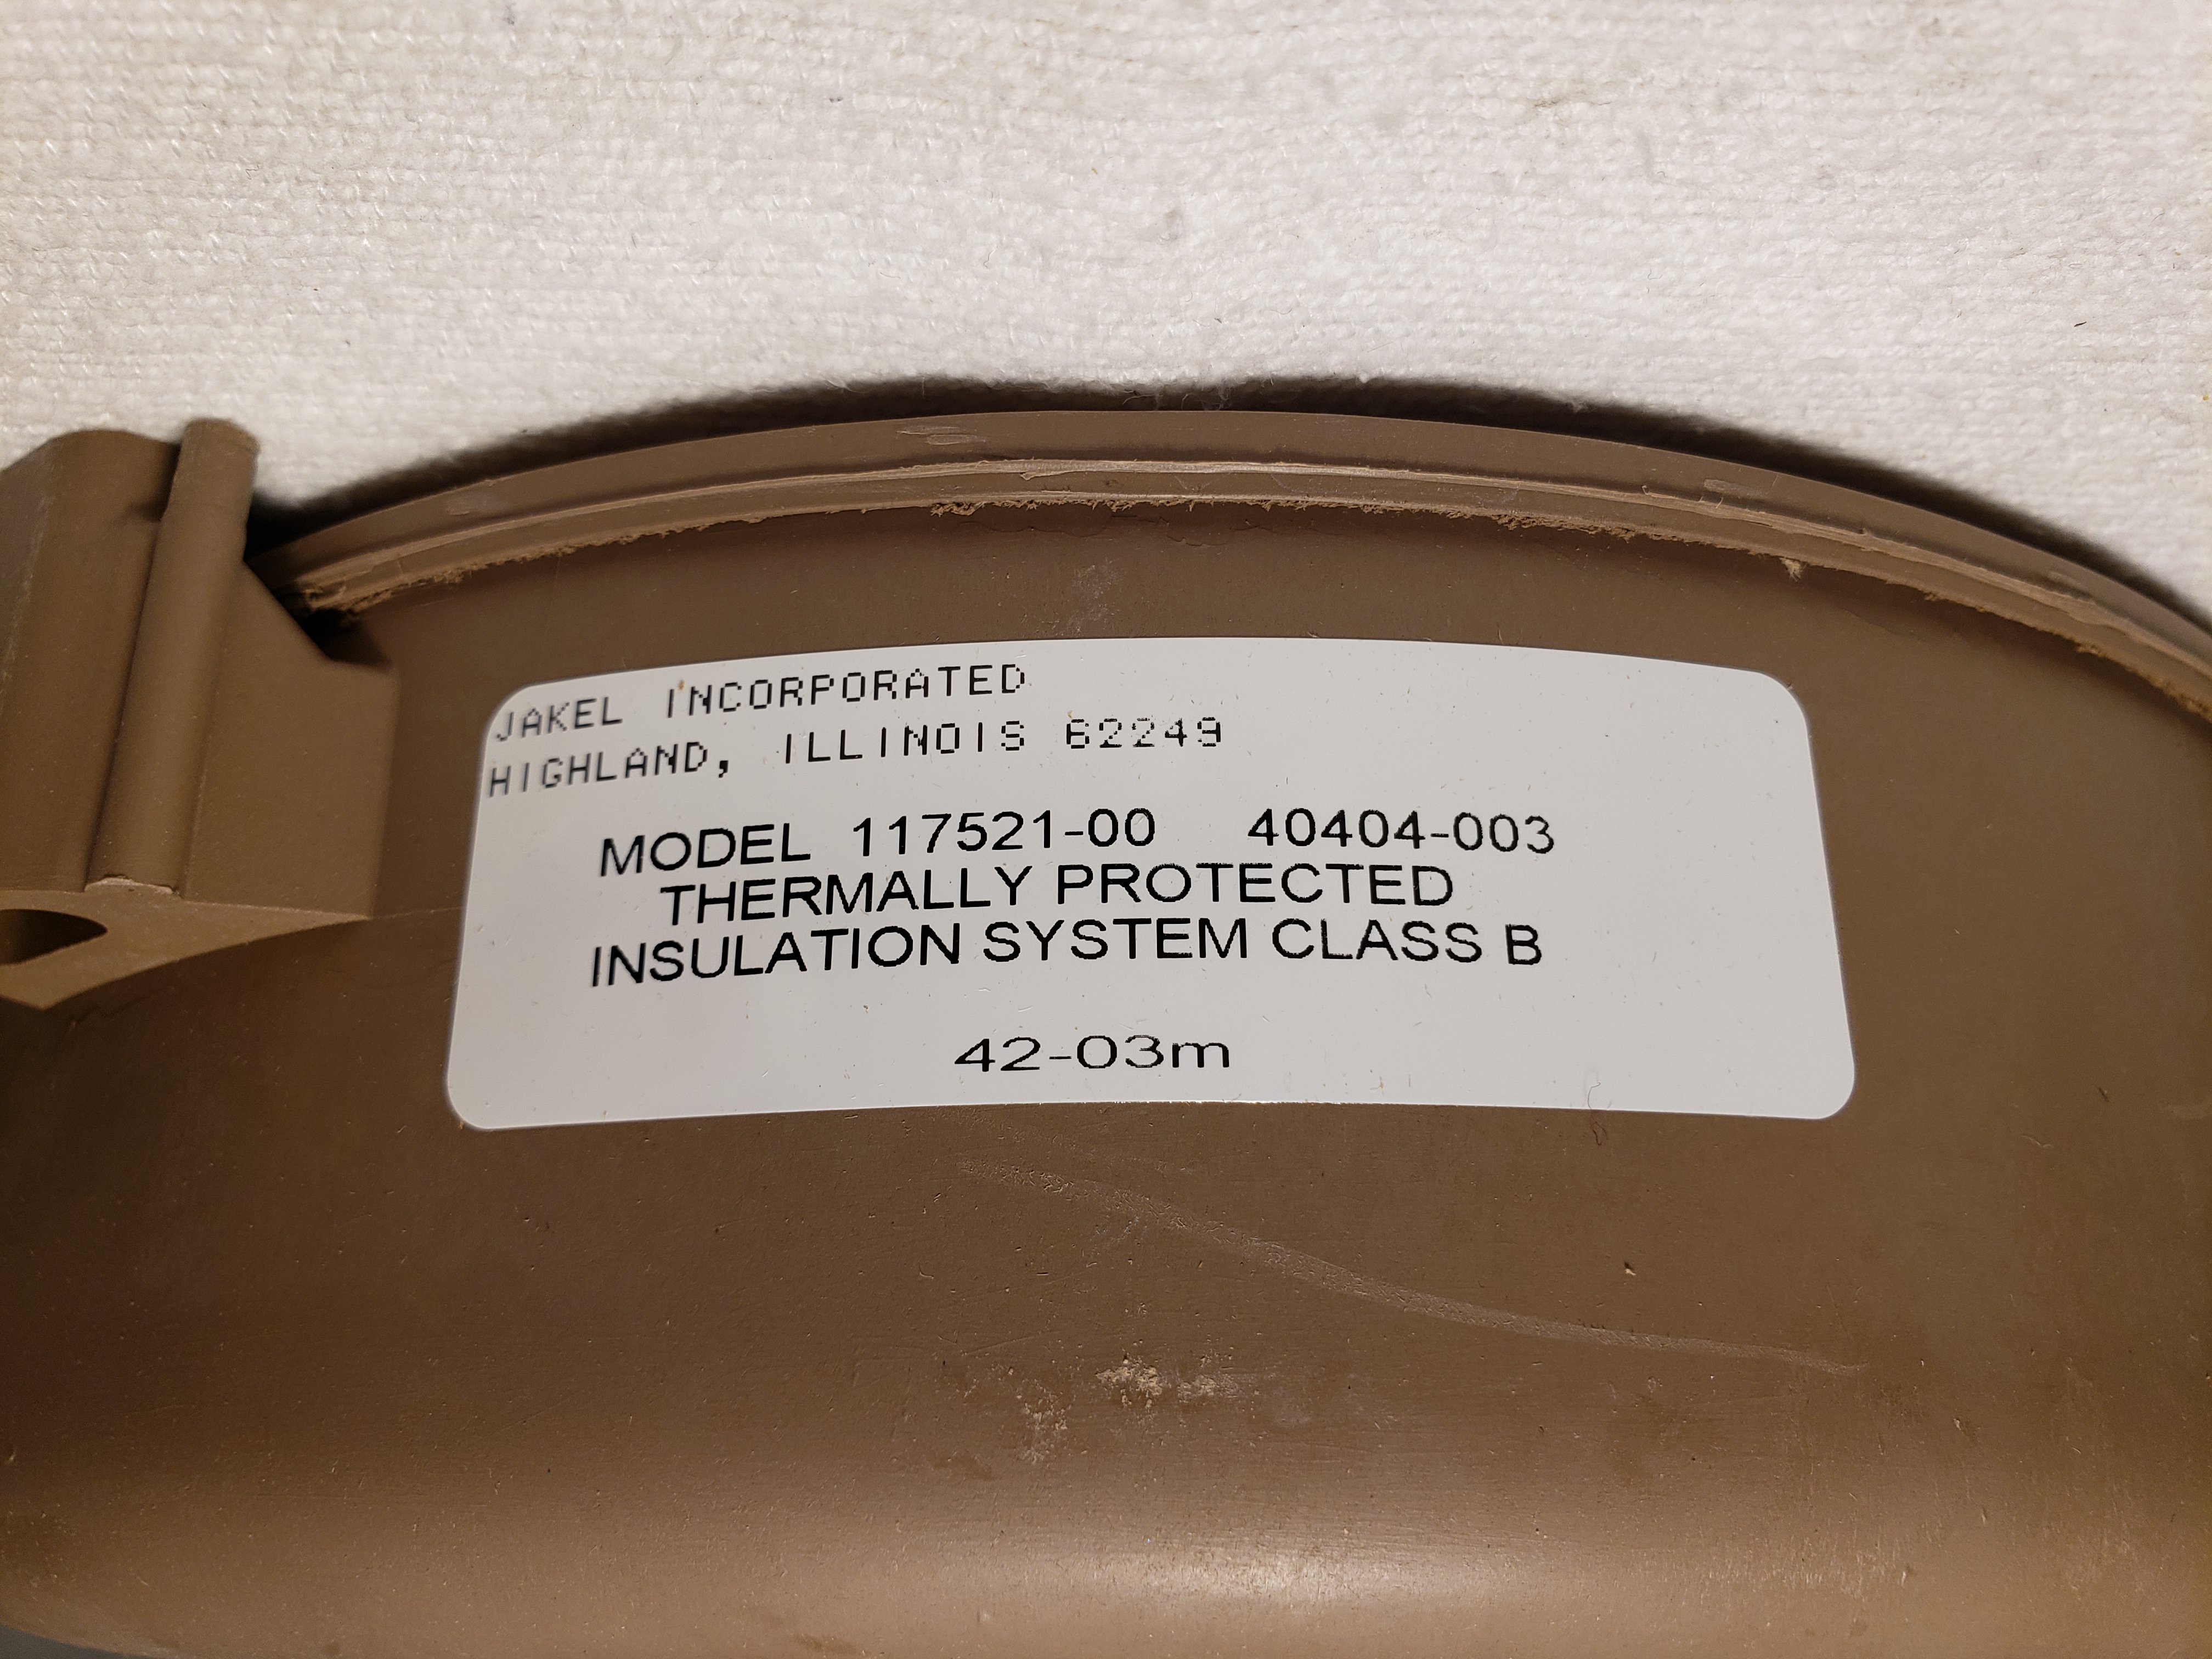 JAKEL INCORPORATED
HIGHLAND, ILLINOIS 62249
MODEL 117521-00 40404-003
THERMALLY PROTECTED
INSULATION SYSTEM CLASS B
42-03m